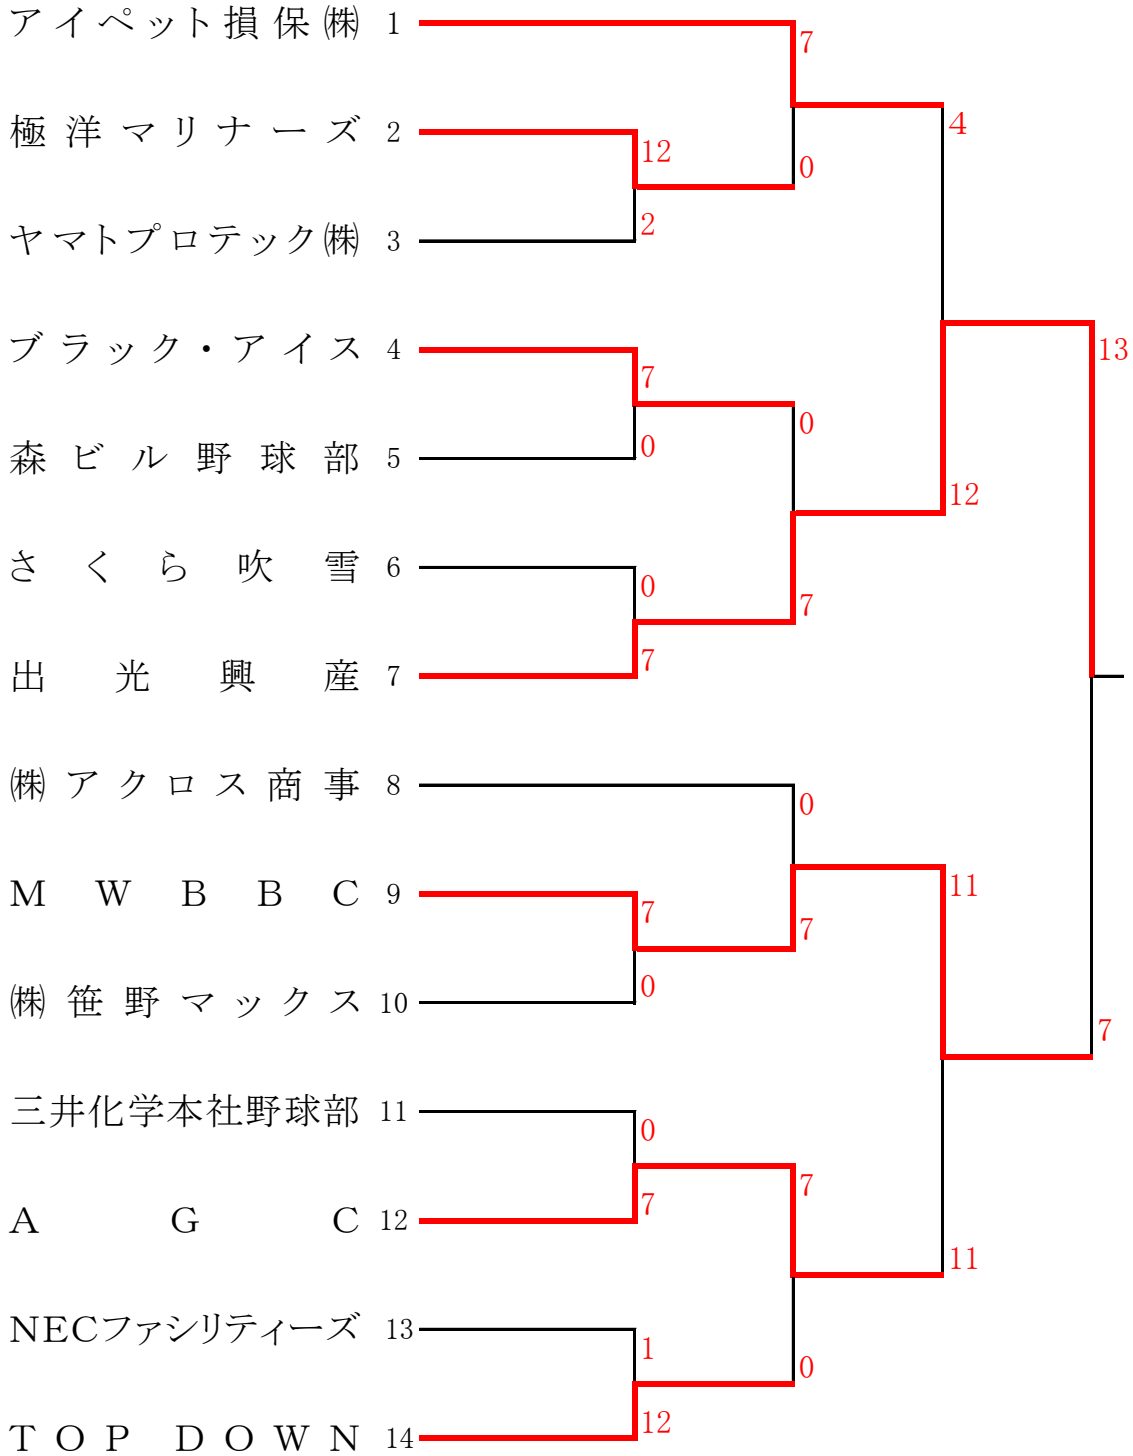 アイペット損保㈱ 1
7
4
極洋マリナーズ 2
12
0
2
ヤマトプロテック㈱ 3
13
ブラック・アイス 4
7
0
0
森ビル野球部 5
12
さくら吹雪 6
0
7
7
出光興産 7
㈱アクロス商事 8
0
11
MWBBC 9
7
7
0
㈱笹野マックス 10
7
三井化学本社野球部 11
0
7
7
AGC 12
11
NECファシリティーズ 13
1
0
12
TOP DOWN 14